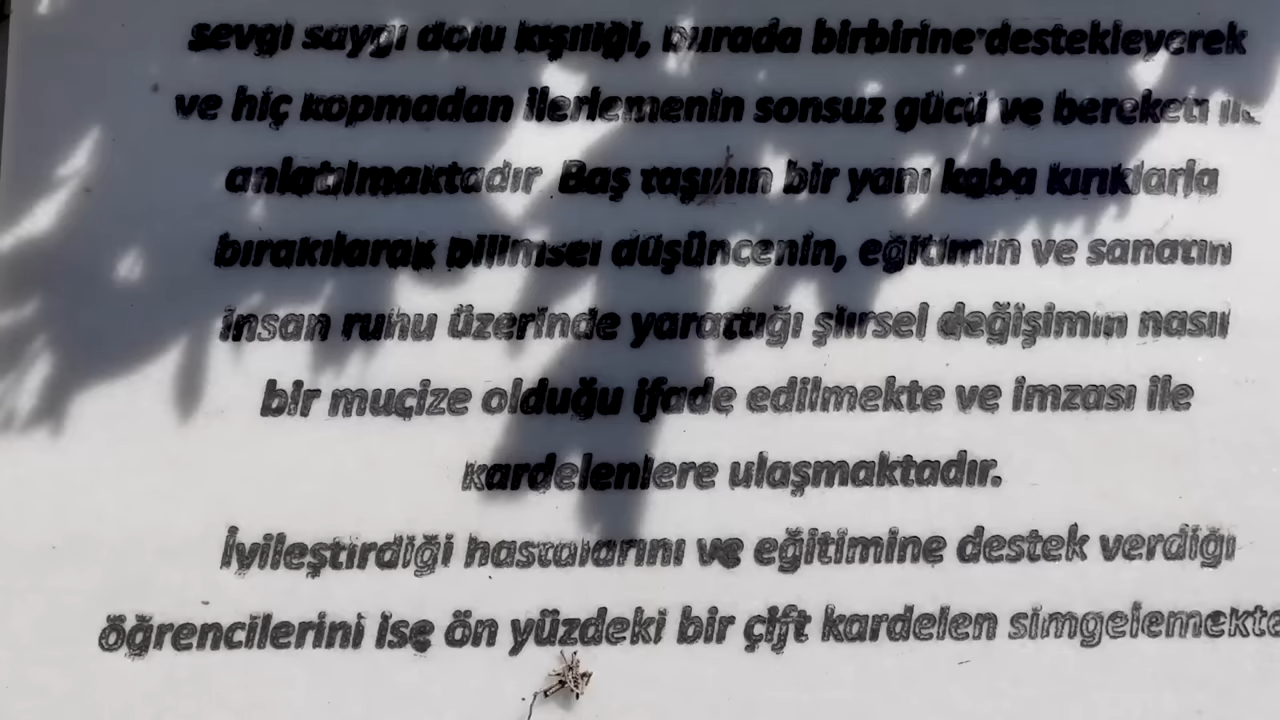 sevgi saygı dolu kişiliği, burada birbirine destekleyerek
ve hiç kopmadan ilerlemenin sonsuz gücü ve bereketi ile
anlatılmaktadır Baş taşının bir yanı kaba kırıklarla
bırakılarak bilimsel düşüncenin, eğitimin ve sanatın
insan ruhu üzerinde yarattığı şiirsel değişimin nasıl
bir muçize olduğu ifade edilmekte ve imzası ile
kardelenlere ulaşmaktadır.
İyileştirdiği hastalarını ve eğitimine destek verdiği
öğrencilerini ise ön yüzdeki bir çift kardelen simgelemekte